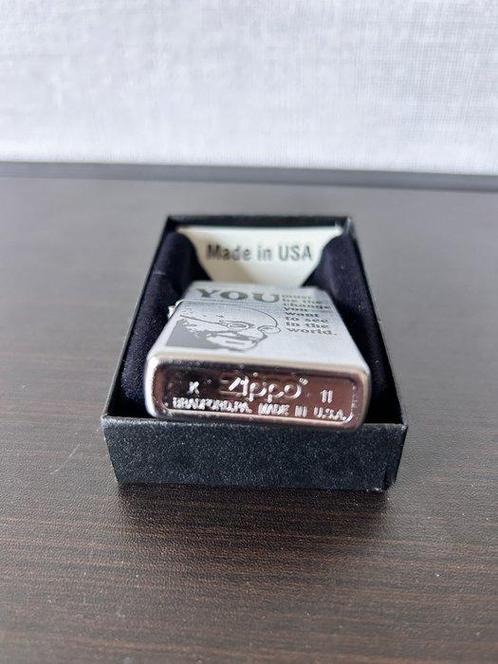 Made in USA
YOU must
be the
change
you
want
to see
in the
world.
K Zippo™ 11
BRADFORD,PA. MADE IN U.S.A.